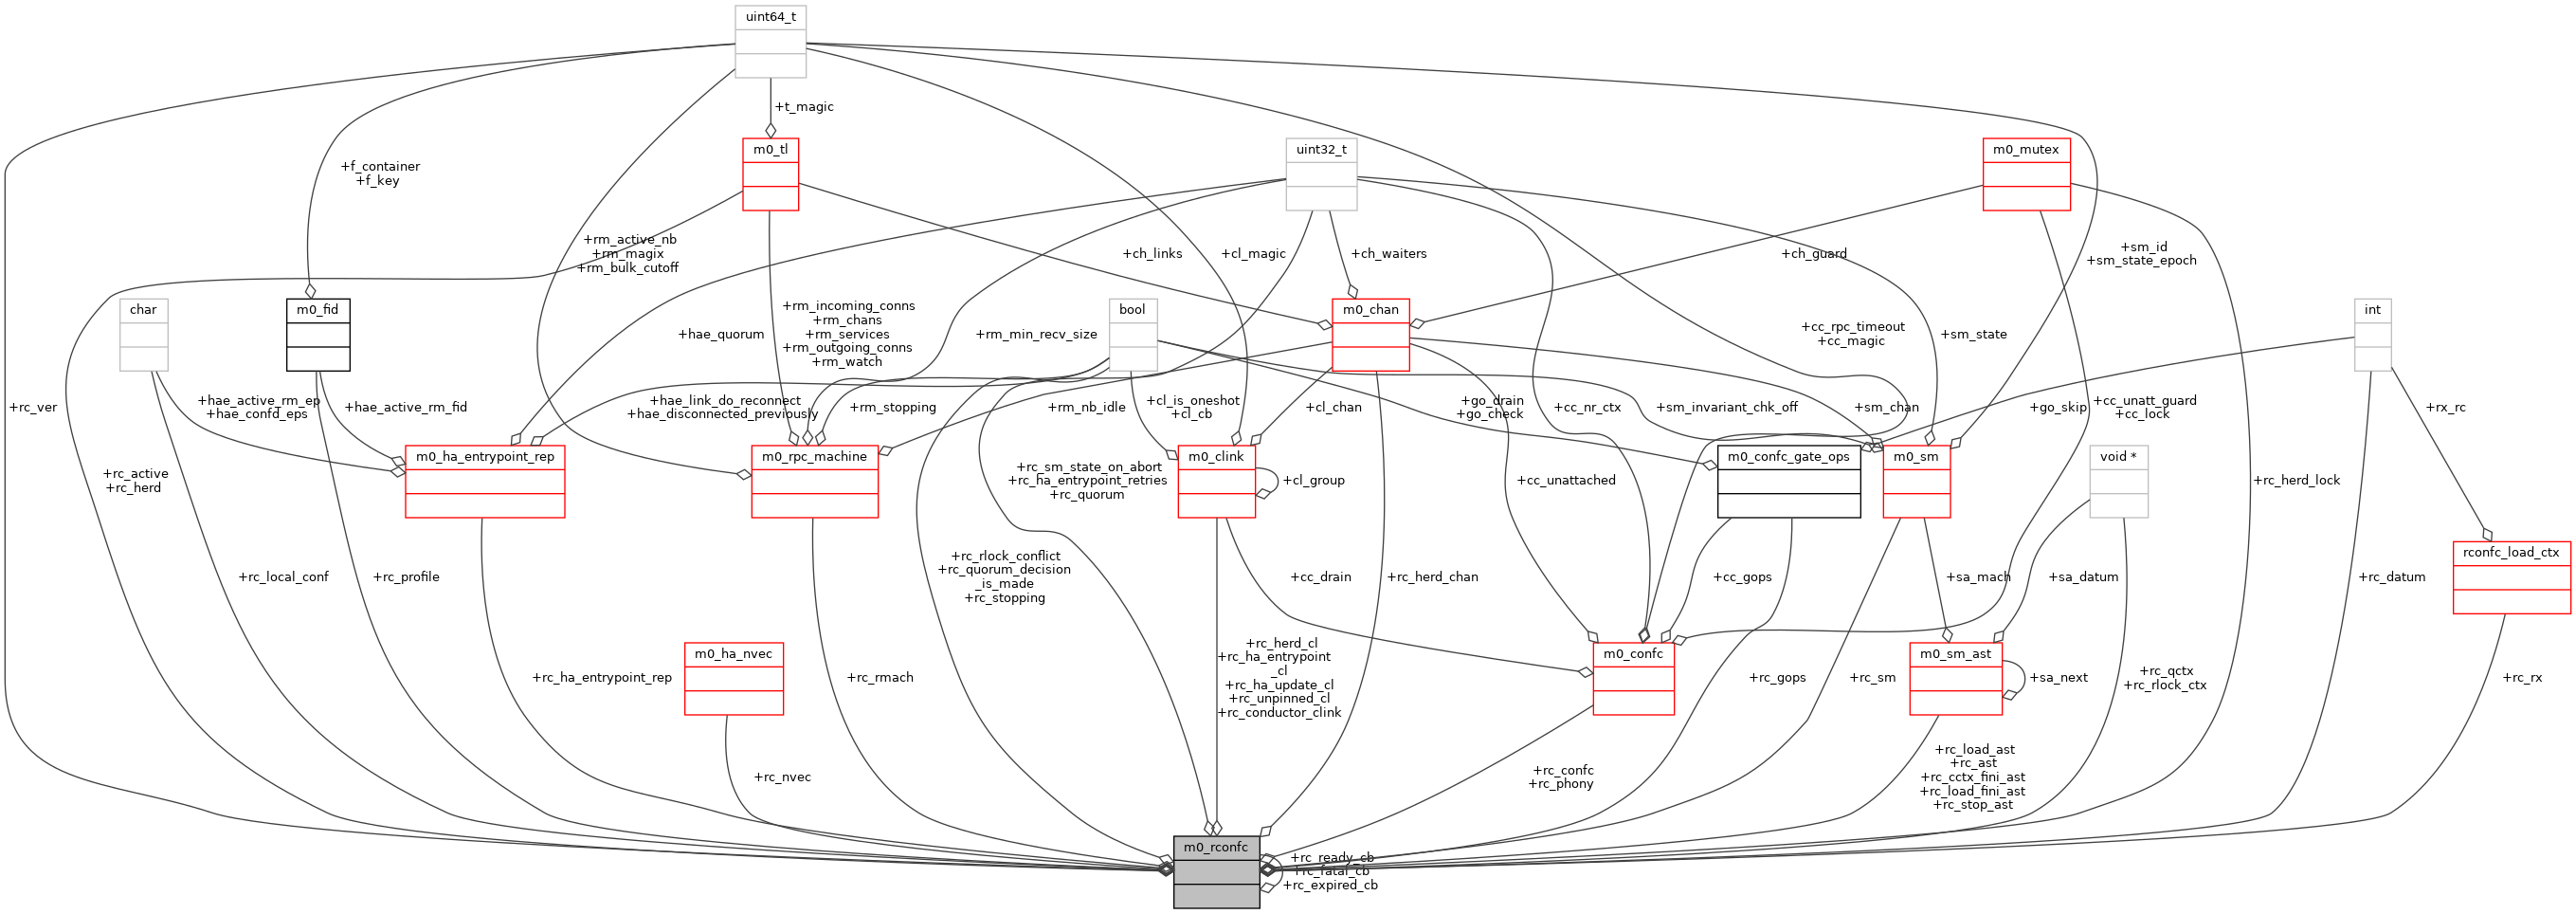 uint64_t
+t_magic
m0_tl
uint32_t
m0_mutex
+f_container
+f_key
+rm_active_nb
+rm_magix
+rm_bulk_cutoff
+ch_links
+cl_magic
+ch_waiters
+ch_guard
+sm_id
+sm_state_epoch
char
m0_fid
+rm_incoming_conns
+rm_chans
+rm_services
+rm_outgoing_conns
+rm_watch
+hae_quorum
+rm_min_recv_size
bool
m0_chan
+cc_rpc_timeout
+cc_magic
+sm_state
int
+rc_ver
+hae_active_rm_ep
+hae_confd_eps
+hae_active_rm_fid
+hae_link_do_reconnect
+hae_disconnected_previously
+rm_stopping
+rm_nb_idle
+cl_is_oneshot
+cl_cb
+cl_chan
+go_drain
+go_check
+cc_nr_ctx
+sm_invariant_chk_off
+sm_chan
+go_skip
+cc_unatt_guard
+cc_lock
+rx_rc
+rc_active
+rc_herd
m0_ha_entrypoint_rep
m0_rpc_machine
+rc_sm_state_on_abort
+rc_ha_entrypoint_retries
+rc_quorum
m0_clink
+cl_group
+cc_unattached
m0_confc_gate_ops
m0_sm
void *
+rc_herd_lock
+rc_local_conf
+rc_profile
+rc_rlock_conflict
+rc_quorum_decision
_is_made
+rc_stopping
+cc_drain
+rc_herd_chan
+cc_gops
+sa_mach
+sa_datum
+rc_datum
rconfc_load_ctx
+rc_ha_entrypoint_rep
m0_ha_nvec
+rc_rmach
+rc_herd_cl
+rc_ha_entrypoint
_cl
+rc_ha_update_cl
+rc_unpinned_cl
+rc_conductor_clink
m0_confc
+rc_gops
+rc_sm
m0_sm_ast
+sa_next
+rc_qctx
+rc_rlock_ctx
+rc_rx
+rc_nvec
+rc_confc
+rc_phony
+rc_load_ast
+rc_ast
+rc_cctx_fini_ast
+rc_load_fini_ast
+rc_stop_ast
m0_rconfc
+rc_ready_cb
+rc_fatal_cb
+rc_expired_cb